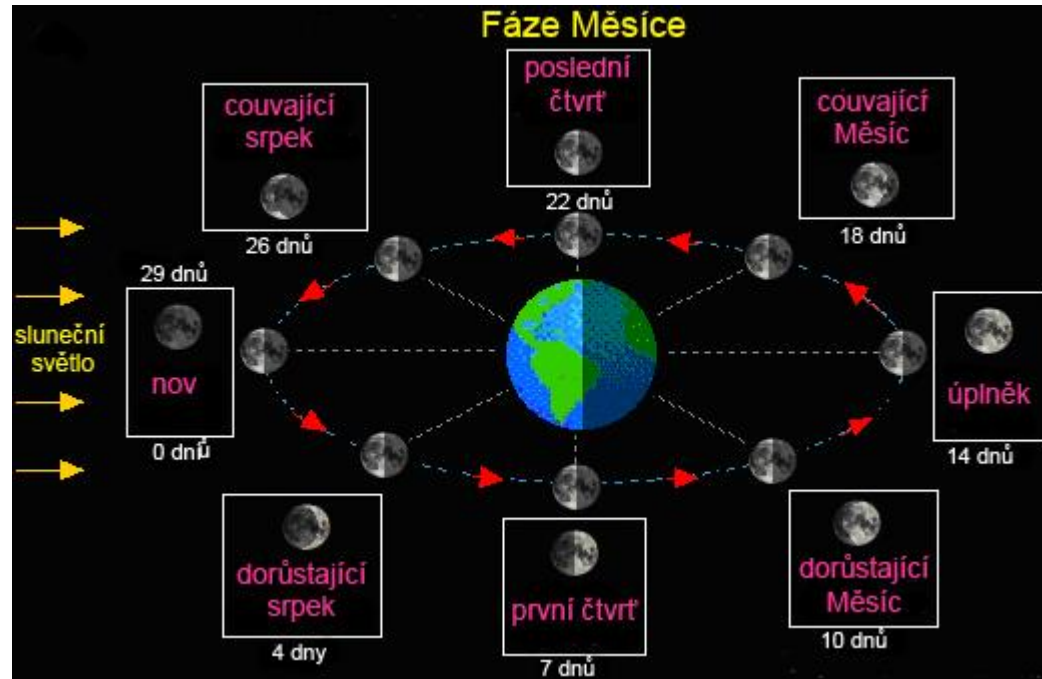 Fáze Měsíce
poslední
čtvrť
22 dnů
couvající
srpek
26 dnů
couvající
Měsíc
18 dnů
29 dnů
nov
0 dnů
sluneční
světlo
úplněk
14 dnů
dorůstající
srpek
4 dny
první čtvrť
7 dnů
dorůstající
Měsíc
10 dnů